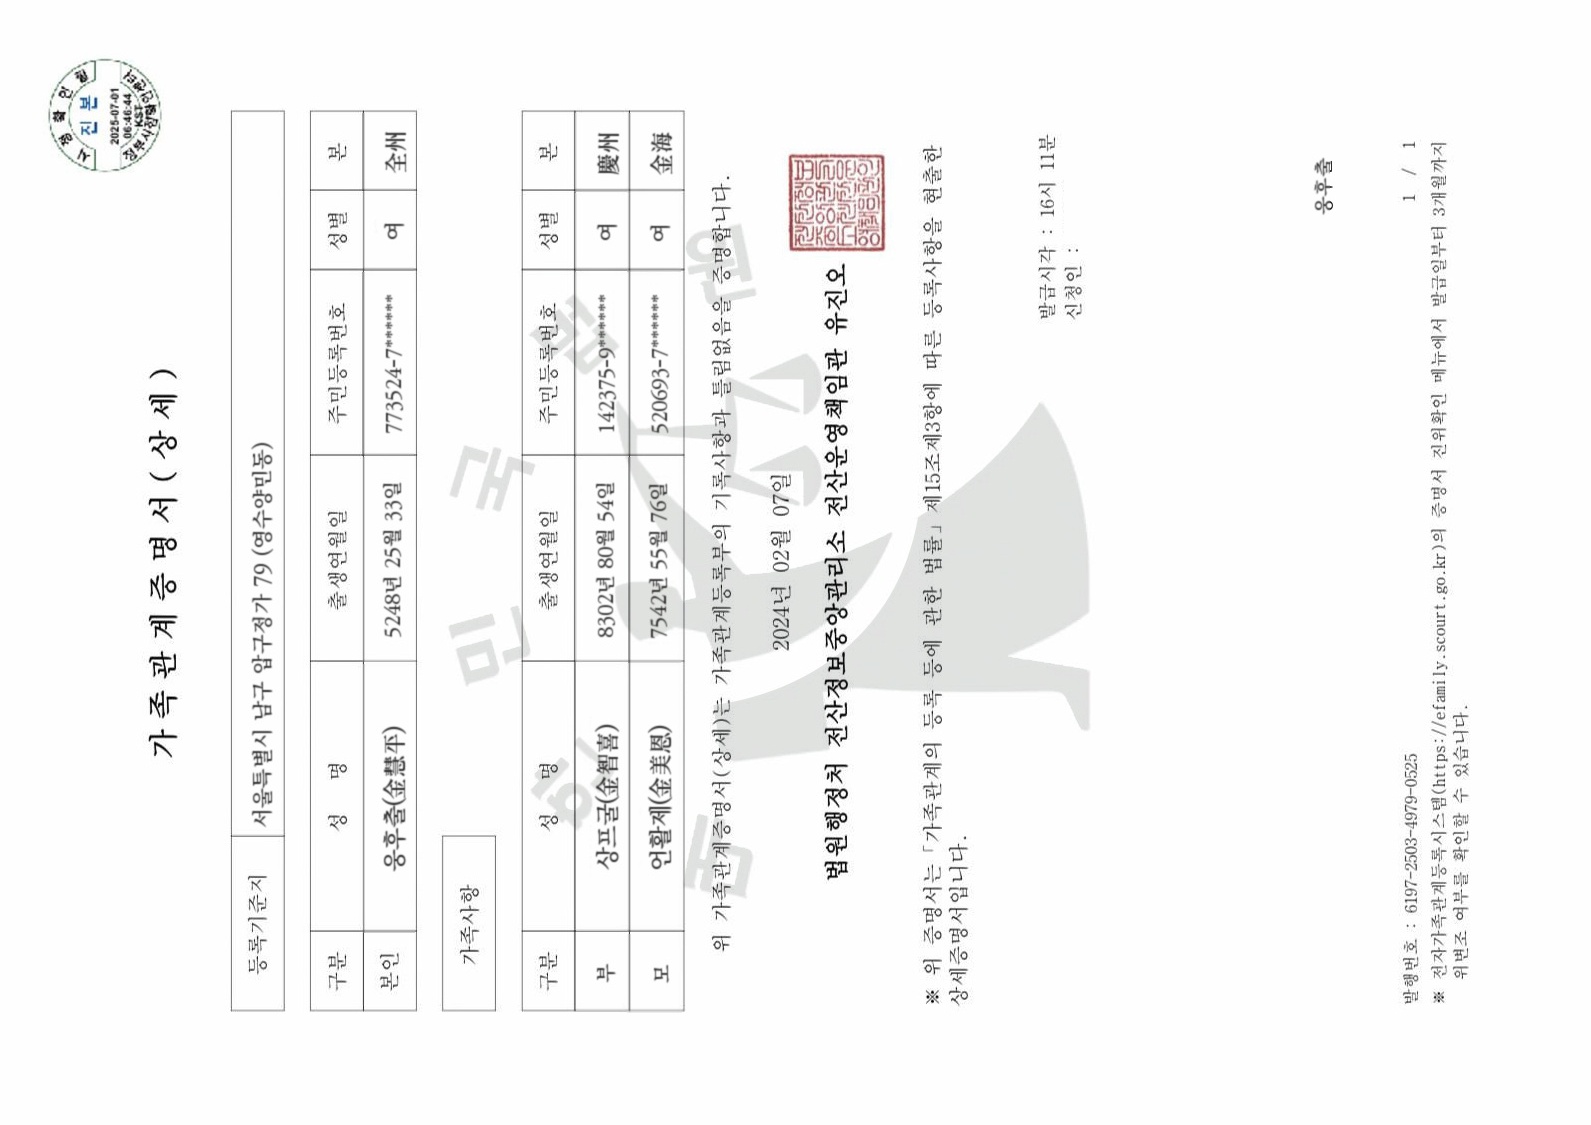 시점확인필
진본
2025-07-01
06:46:44
KST
가족관계증명서(상세)
등록기준지 서울특별시 남구 압구정가 79 (영수양민동)
구분 성 명 출생연월일 주민등록번호 성별 본
본인 옹후출(金慧平) 5248년 25월 33일 773524-7****** 여 全州
가족사항
구분 성 명 출생연월일 주민등록번호 성별 본
부 상프굴(金智喜) 8302년 80월 54일 142375-9****** 여 慶州
모 언활제(金美恩) 7542년 55월 76일 520693-7****** 여 金海
위 가족관계증명서(상세)는 가족관계등록부의 기록사항과 틀림없음을 증명합니다.
2024년 02월 07일
법원행정처 전산정보중앙관리소 전산운영책임관 유진오
※ 위 증명서는 「가족관계의 등록 등에 관한 법률」 제15조제3항에 따른 등록사항을 현출한
상세증명서입니다.
발급시각 : 16시 11분
신청인 :
옹후출
발행번호 : 6197-2503-4979-0525 1 / 1
※ 전자가족관계등록시스템(https://efamily.scourt.go.kr)의 증명서 진위확인 메뉴에서 발급일부터 3개월까지
위변조 여부를 확인할 수 있습니다.
대한민국법원